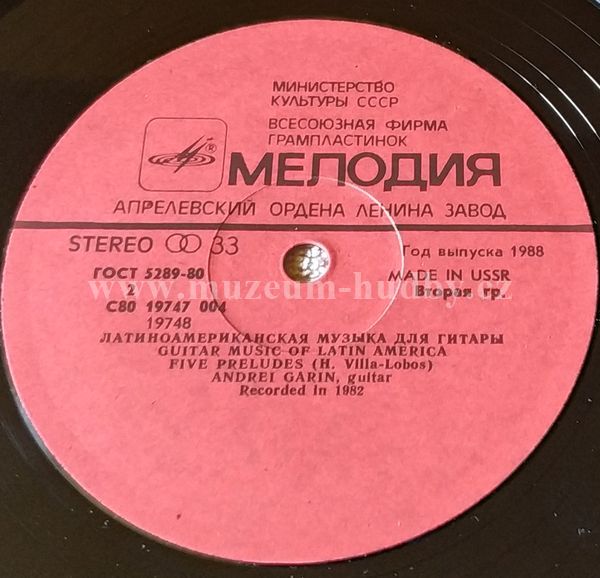 МИНИСТЕРСТВО
КУЛЬТУРЫ СССР
ВСЕСОЮЗНАЯ ФИРМА
ГРАМПЛАСТИНОК
® МЕЛОДИЯ
АПРЕЛЕВСКИЙ ОРДЕНА ЛЕНИНА ЗАВОД
STEREO 33 Год выпуска 1988
ГОСТ 5289-80 MADE IN USSR
2 Вторая гр.
www.muzeum-hudby.cz
С80 19747 004
19748
ЛАТИНОАМЕРИКАНСКАЯ МУЗЫКА ДЛЯ ГИТАРЫ
GUITAR MUSIC OF LATIN AMERICA
FIVE PRELUDES (H. Villa-Lobos)
ANDREI GARIN, guitar
Recorded in 1982